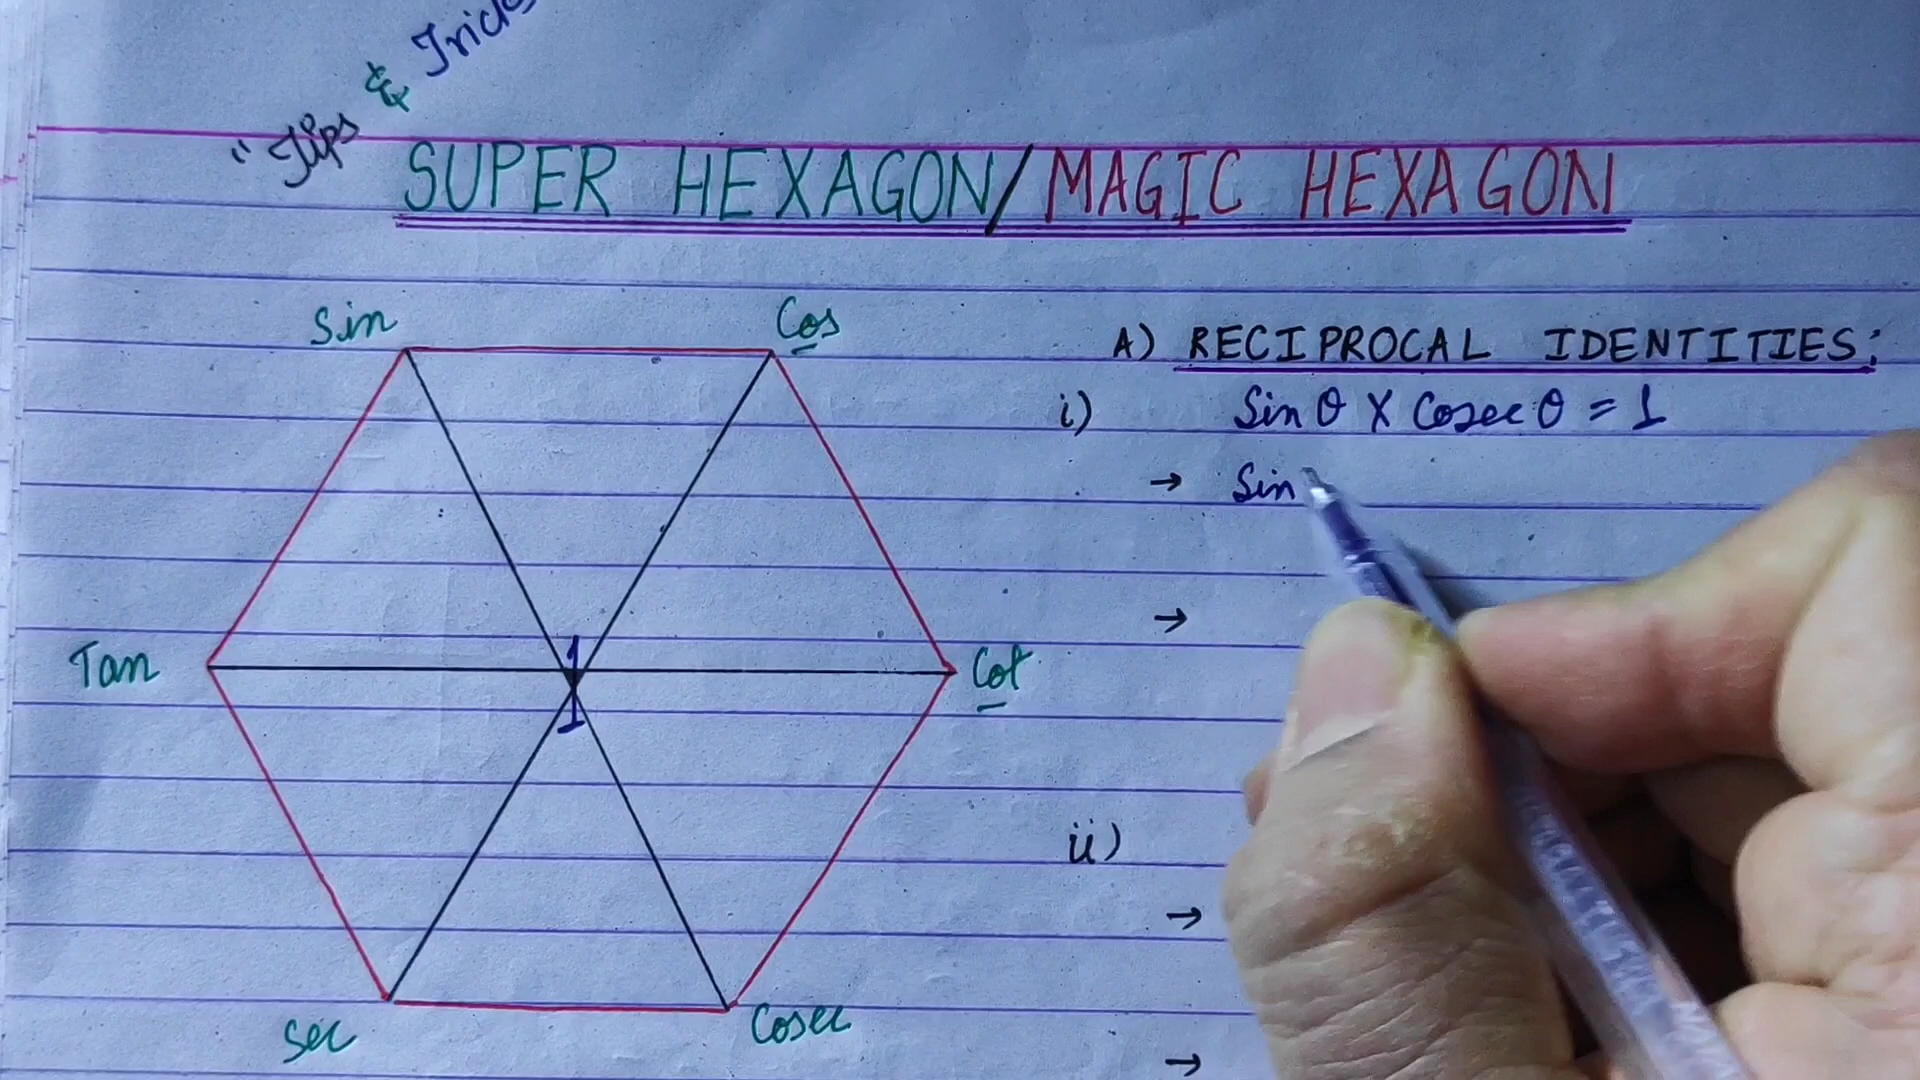 "Tips & Tricks
SUPER HEXAGON/MAGIC HEXAGON
Sin
Cos
Tan
1
Cot
Sec
Cosec
A) RECIPROCAL IDENTITIES:
i) Sin θ X Cosec θ = 1
→ Sin
→
ii)
→
→